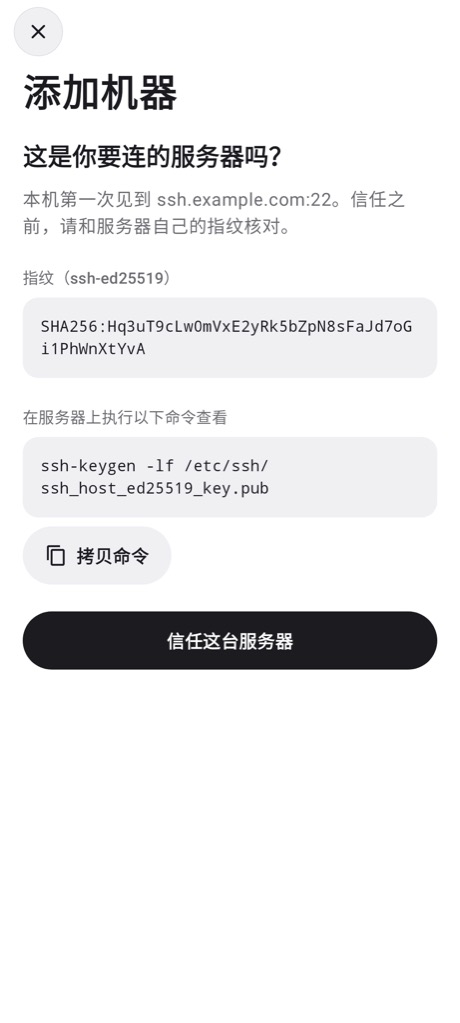 添加机器
这是你要连的服务器吗？
本机第一次见到 ssh.example.com:22。信任之
前，请和服务器自己的指纹核对。
指纹（ssh-ed25519）
SHA256:Hq3uT9cLw0mVxE2yRk5bZpN8sFaJd7oG
i1PhWnXtYvA
在服务器上执行以下命令查看
ssh-keygen -lf /etc/ssh/
ssh_host_ed25519_key.pub
拷贝命令
信任这台服务器